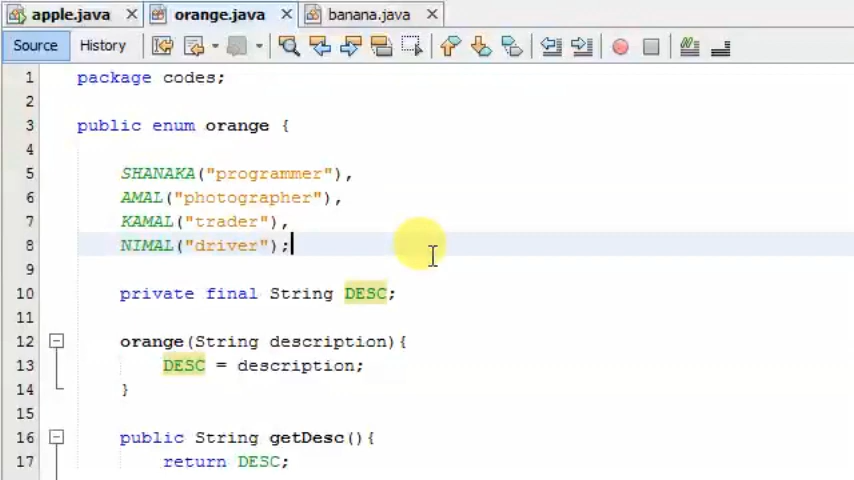 apple.java orange.java banana.java
Source History
1 package codes;
2
3 public enum orange {
4
5 SHANAKA("programmer"),
6 AMAL("photographer"),
7 KAMAL("trader"),
8 NIMAL("driver");
9
10 private final String DESC;
11
12 orange(String description){
13 DESC = description;
14 }
15
16 public String getDesc(){
17 return DESC;